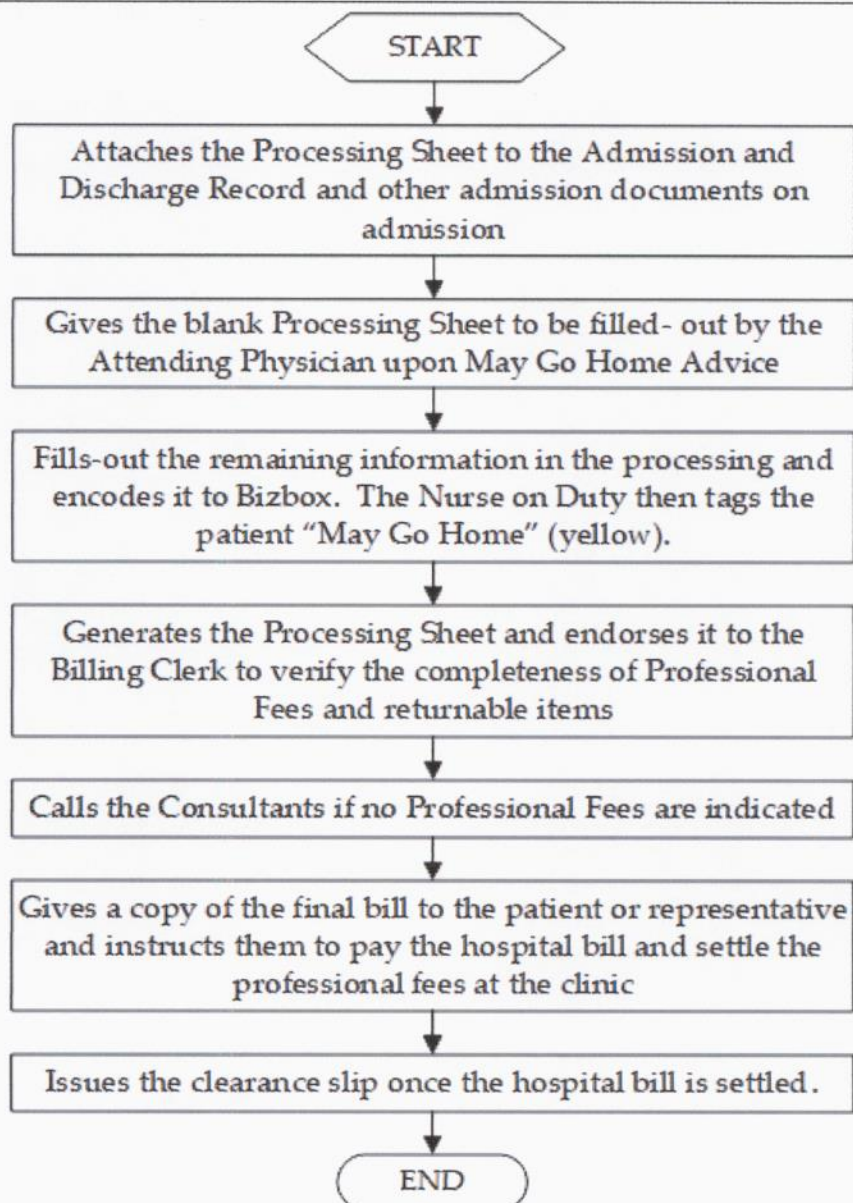 START
Attaches the Processing Sheet to the Admission and
Discharge Record and other admission documents on
admission
Gives the blank Processing Sheet to be filled- out by the
Attending Physician upon May Go Home Advice
Fills-out the remaining information in the processing and
encodes it to Bizbox. The Nurse on Duty then tags the
patient “May Go Home” (yellow).
Generates the Processing Sheet and endorses it to the
Billing Clerk to verify the completeness of Professional
Fees and returnable items
Calls the Consultants if no Professional Fees are indicated
Gives a copy of the final bill to the patient or representative
and instructs them to pay the hospital bill and settle the
professional fees at the clinic
Issues the clearance slip once the hospital bill is settled.
END